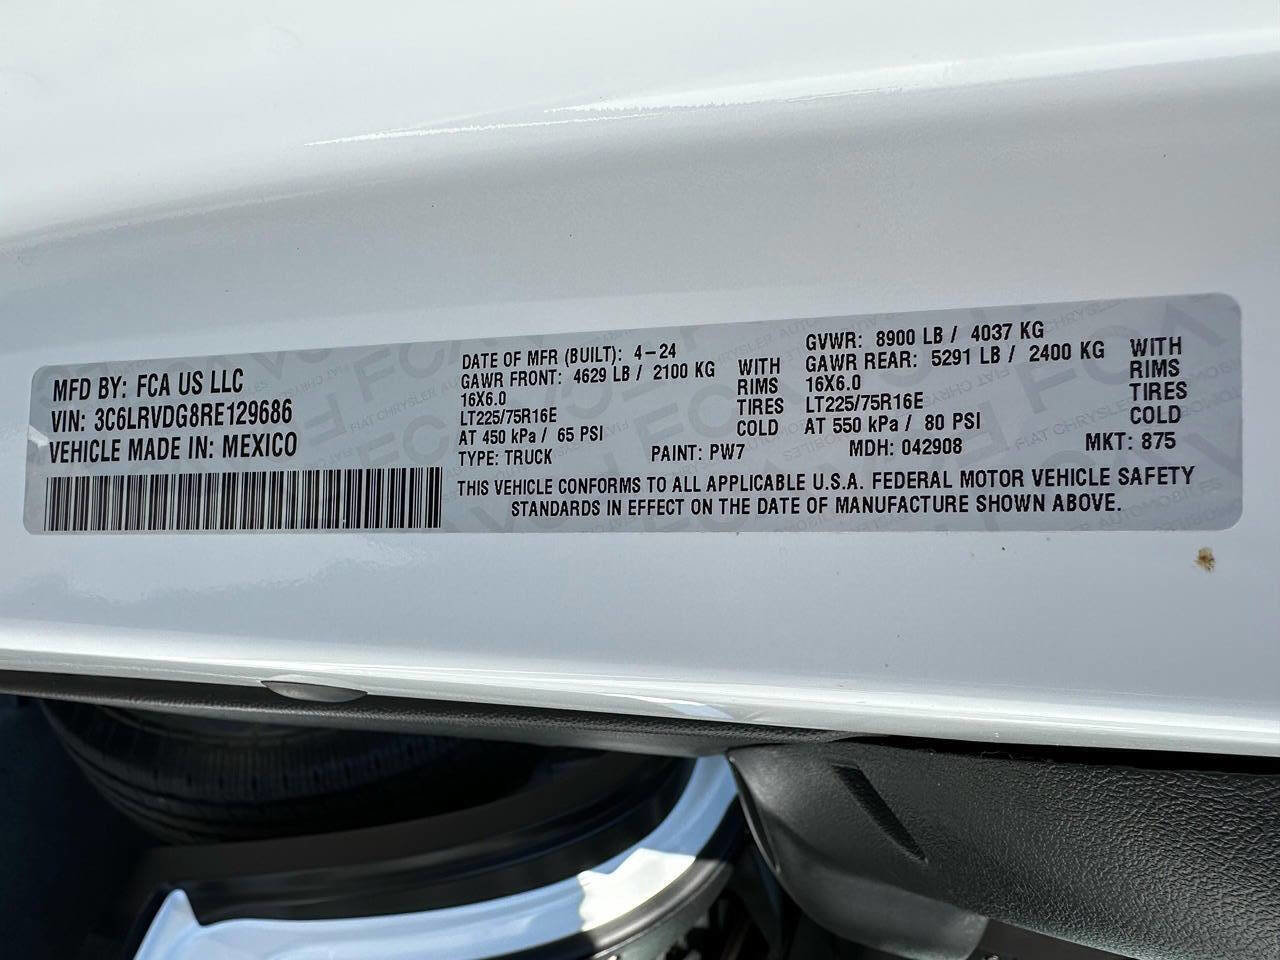 MFD BY: FCA US LLC
VIN: 3C6LRVDG8RE129686
VEHICLE MADE IN: MEXICO
DATE OF MFR (BUILT): 4-24
GAWR FRONT: 4629 LB / 2100 KG
16X6.0
LT225/75R16E
AT 450 kPa / 65 PSI
WITH
RIMS
TIRES
COLD
GVWR: 8900 LB / 4037 KG
GAWR REAR: 5291 LB / 2400 KG
16X6.0
LT225/75R16E
AT 550 kPa / 80 PSI
WITH
RIMS
TIRES
COLD
TYPE: TRUCK PAINT: PW7 MDH: 042908 MKT: 875
THIS VEHICLE CONFORMS TO ALL APPLICABLE U.S.A. FEDERAL MOTOR VEHICLE SAFETY
STANDARDS IN EFFECT ON THE DATE OF MANUFACTURE SHOWN ABOVE.